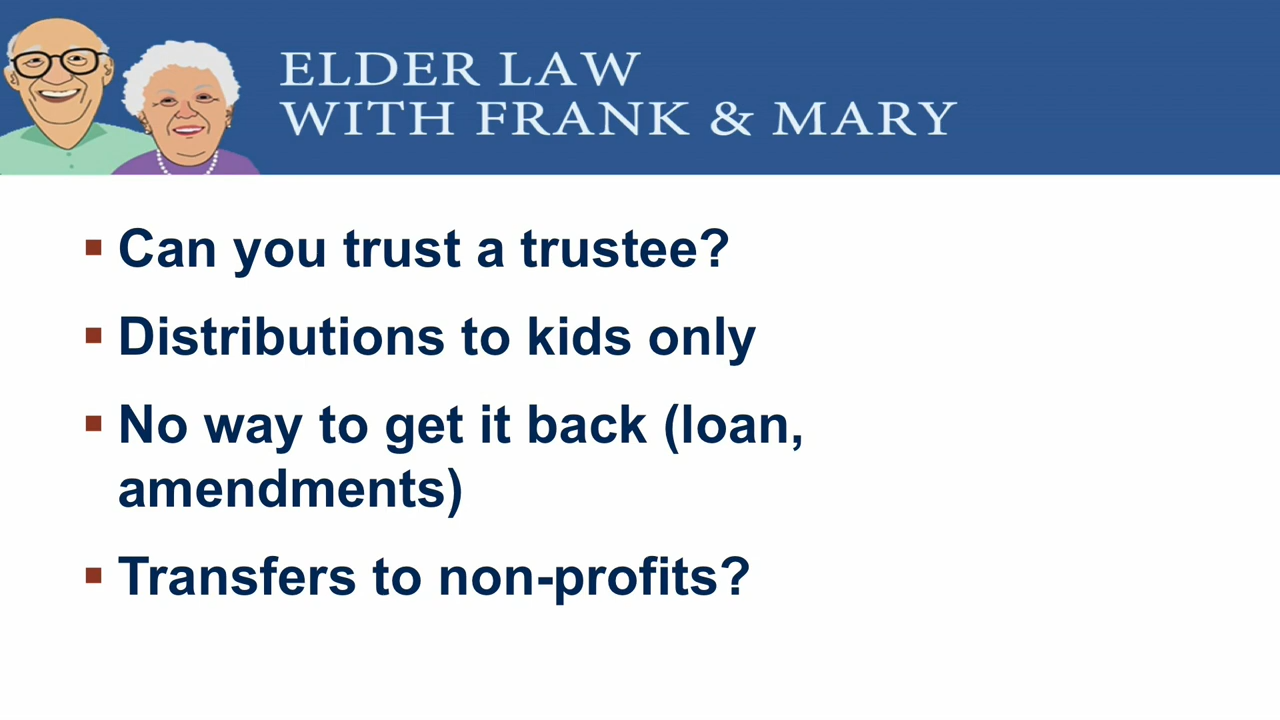 ELDER LAW
WITH FRANK & MARY
▪ Can you trust a trustee?
▪ Distributions to kids only
▪ No way to get it back (loan,
amendments)
▪ Transfers to non-profits?